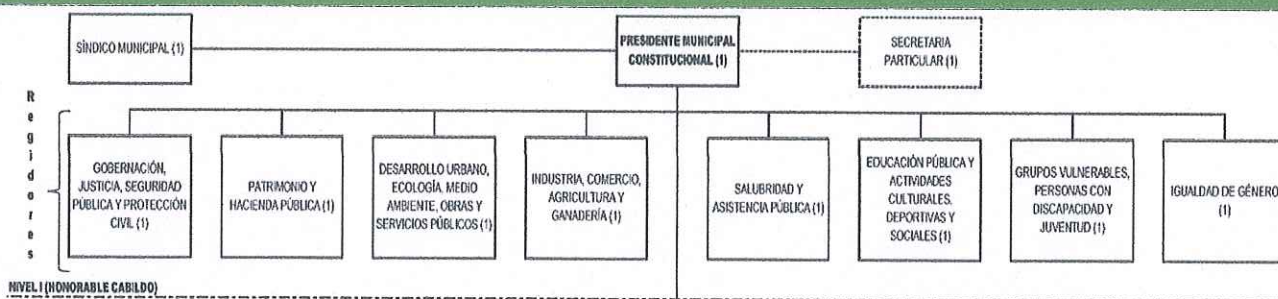 SÍNDICO MUNICIPAL (1)
PRESIDENTE MUNICIPAL
CONSTITUCIONAL (1)
SECRETARIA
PARTICULAR (1)
Regidores
GOBERNACIÓN,
JUSTICIA, SEGURIDAD
PÚBLICA Y PROTECCIÓN
CIVIL (1)
PATRIMONIO Y
HACIENDA PÚBLICA (1)
DESARROLLO URBANO,
ECOLOGÍA, MEDIO
AMBIENTE, OBRAS Y
SERVICIOS PÚBLICOS (1)
INDUSTRIA, COMERCIO,
AGRICULTURA Y
GANADERÍA (1)
SALUBRIDAD Y
ASISTENCIA PÚBLICA (1)
EDUCACIÓN PÚBLICA Y
ACTIVIDADES
CULTURALES,
DEPORTIVAS Y
SOCIALES (1)
GRUPOS VULNERABLES,
PERSONAS CON
DISCAPACIDAD Y
JUVENTUD (1)
IGUALDAD DE GÉNERO
(1)
NIVEL I (HONORABLE CABILDO)